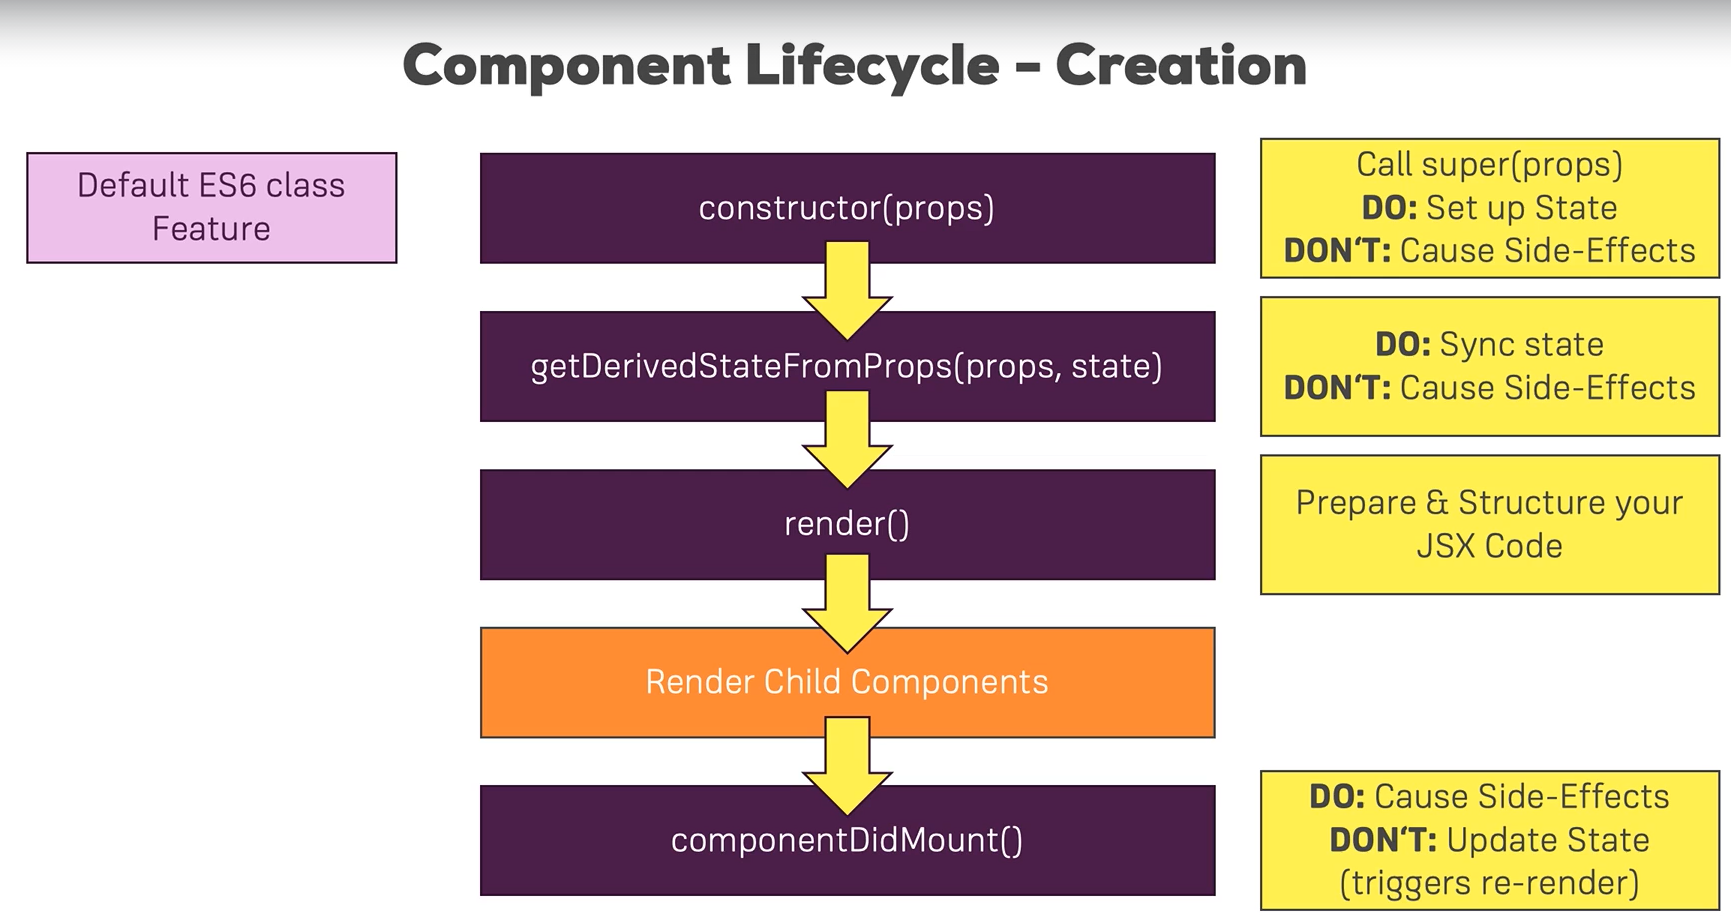 Component Lifecycle - Creation
Default ES6 class
Feature
constructor(props)
Call super(props)
DO: Set up State
DON‘T: Cause Side-Effects
getDerivedStateFromProps(props, state)
DO: Sync state
DON‘T: Cause Side-Effects
render()
Prepare & Structure your
JSX Code
Render Child Components
componentDidMount()
DO: Cause Side-Effects
DON‘T: Update State
(triggers re-render)